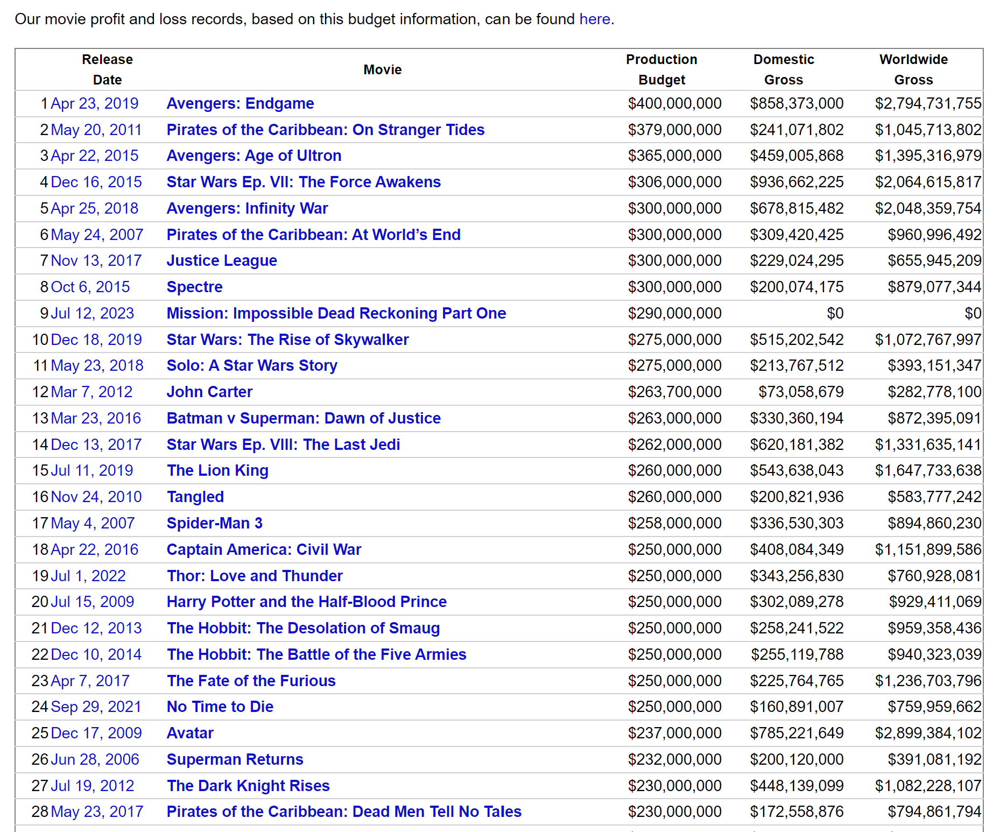 Our movie profit and loss records, based on this budget information, can be found here.
Release Date Movie Production Budget Domestic Gross Worldwide Gross
1 Apr 23, 2019 Avengers: Endgame $400,000,000 $858,373,000 $2,794,731,755
2 May 20, 2011 Pirates of the Caribbean: On Stranger Tides $379,000,000 $241,071,802 $1,045,713,802
3 Apr 22, 2015 Avengers: Age of Ultron $365,000,000 $459,005,868 $1,395,316,979
4 Dec 16, 2015 Star Wars Ep. VII: The Force Awakens $306,000,000 $936,662,225 $2,064,615,817
5 Apr 25, 2018 Avengers: Infinity War $300,000,000 $678,815,482 $2,048,359,754
6 May 24, 2007 Pirates of the Caribbean: At World’s End $300,000,000 $309,420,425 $960,996,492
7 Nov 13, 2017 Justice League $300,000,000 $229,024,295 $655,945,209
8 Oct 6, 2015 Spectre $300,000,000 $200,074,175 $879,077,344
9 Jul 12, 2023 Mission: Impossible Dead Reckoning Part One $290,000,000 $0 $0
10 Dec 18, 2019 Star Wars: The Rise of Skywalker $275,000,000 $515,202,542 $1,072,767,997
11 May 23, 2018 Solo: A Star Wars Story $275,000,000 $213,767,512 $393,151,347
12 Mar 7, 2012 John Carter $263,700,000 $73,058,679 $282,778,100
13 Mar 23, 2016 Batman v Superman: Dawn of Justice $263,000,000 $330,360,194 $872,395,091
14 Dec 13, 2017 Star Wars Ep. VIII: The Last Jedi $262,000,000 $620,181,382 $1,331,635,141
15 Jul 11, 2019 The Lion King $260,000,000 $543,638,043 $1,647,733,638
16 Nov 24, 2010 Tangled $260,000,000 $200,821,936 $583,777,242
17 May 4, 2007 Spider-Man 3 $258,000,000 $336,530,303 $894,860,230
18 Apr 22, 2016 Captain America: Civil War $250,000,000 $408,084,349 $1,151,899,586
19 Jul 1, 2022 Thor: Love and Thunder $250,000,000 $343,256,830 $760,928,081
20 Jul 15, 2009 Harry Potter and the Half-Blood Prince $250,000,000 $302,089,278 $929,411,069
21 Dec 12, 2013 The Hobbit: The Desolation of Smaug $250,000,000 $258,241,522 $959,358,436
22 Dec 10, 2014 The Hobbit: The Battle of the Five Armies $250,000,000 $255,119,788 $940,323,039
23 Apr 7, 2017 The Fate of the Furious $250,000,000 $225,764,765 $1,236,703,796
24 Sep 29, 2021 No Time to Die $250,000,000 $160,891,007 $759,959,662
25 Dec 17, 2009 Avatar $237,000,000 $785,221,649 $2,899,384,102
26 Jun 28, 2006 Superman Returns $232,000,000 $200,120,000 $391,081,192
27 Jul 19, 2012 The Dark Knight Rises $230,000,000 $448,139,099 $1,082,228,107
28 May 23, 2017 Pirates of the Caribbean: Dead Men Tell No Tales $230,000,000 $172,558,876 $794,861,794